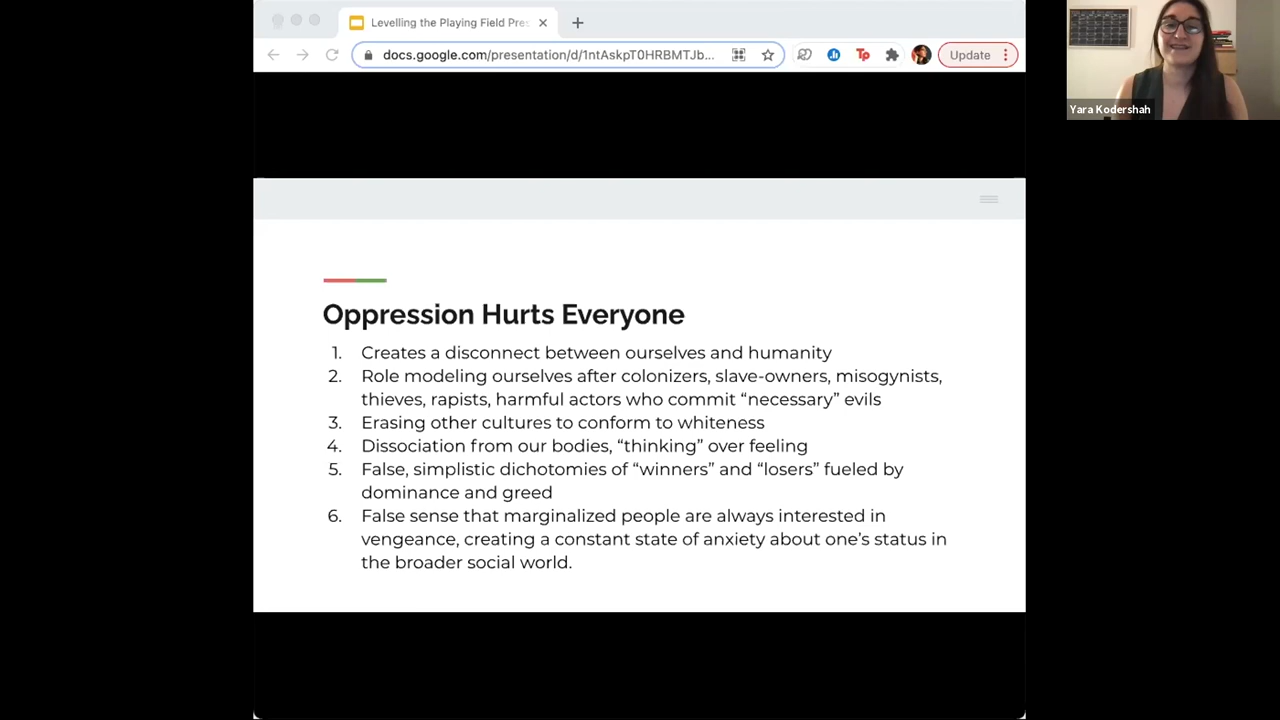 Levelling the Playing Field Pres
docs.google.com/presentation/d/1ntAskpT0HRBMTJb...
Tp
Update
Yara Kodershah
Oppression Hurts Everyone
1. Creates a disconnect between ourselves and humanity
2. Role modeling ourselves after colonizers, slave-owners, misogynists,
thieves, rapists, harmful actors who commit “necessary” evils
3. Erasing other cultures to conform to whiteness
4. Dissociation from our bodies, “thinking” over feeling
5. False, simplistic dichotomies of “winners” and “losers” fueled by
dominance and greed
6. False sense that marginalized people are always interested in
vengeance, creating a constant state of anxiety about one’s status in
the broader social world.